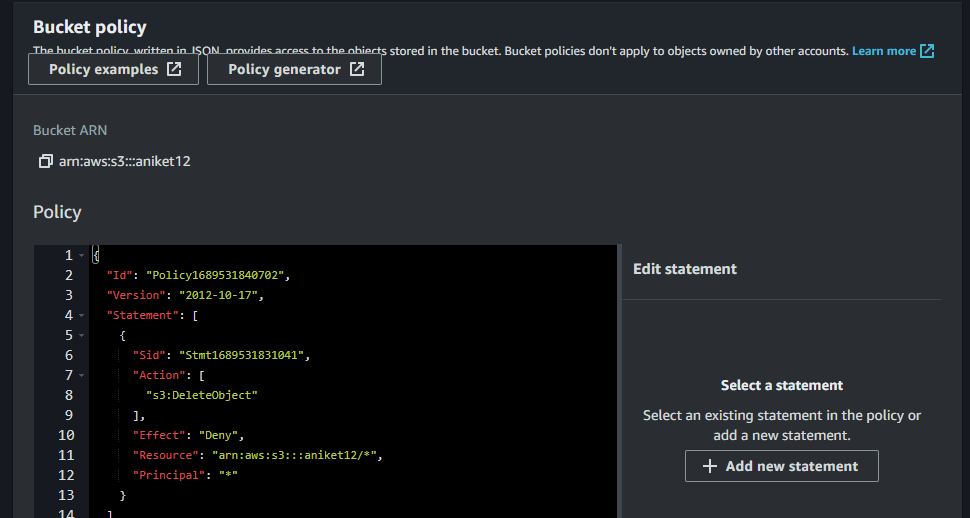 Bucket policy
The bucket policy, written in JSON, provides access to the objects stored in the bucket. Bucket policies don't apply to objects owned by other accounts. Learn more
Policy examples
Policy generator
Bucket ARN
arn:aws:s3:::aniket12
Policy
1 {
2 "Id": "Policy1689531840702",
3 "Version": "2012-10-17",
4 "Statement": [
5 {
6 "Sid": "Stmt1689531831041",
7 "Action": [
8 "s3:DeleteObject"
9 ],
10 "Effect": "Deny",
11 "Resource": "arn:aws:s3:::aniket12/*",
12 "Principal": "*"
13 }
14 ]
Edit statement
Select a statement
Select an existing statement in the policy or
add a new statement.
+ Add new statement